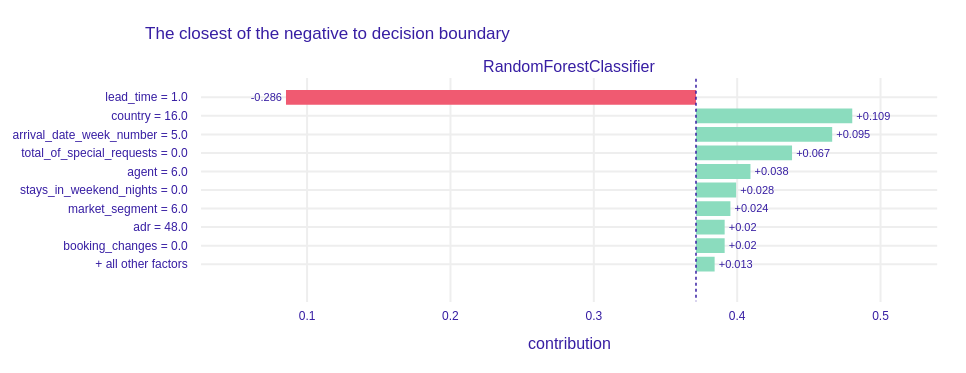 The closest of the negative to decision boundary
RandomForestClassifier
lead_time = 1.0 -0.286
country = 16.0 +0.109
arrival_date_week_number = 5.0 +0.095
total_of_special_requests = 0.0 +0.067
agent = 6.0 +0.038
stays_in_weekend_nights = 0.0 +0.028
market_segment = 6.0 +0.024
adr = 48.0 +0.02
booking_changes = 0.0 +0.02
+ all other factors +0.013
0.1 0.2 0.3 0.4 0.5
contribution